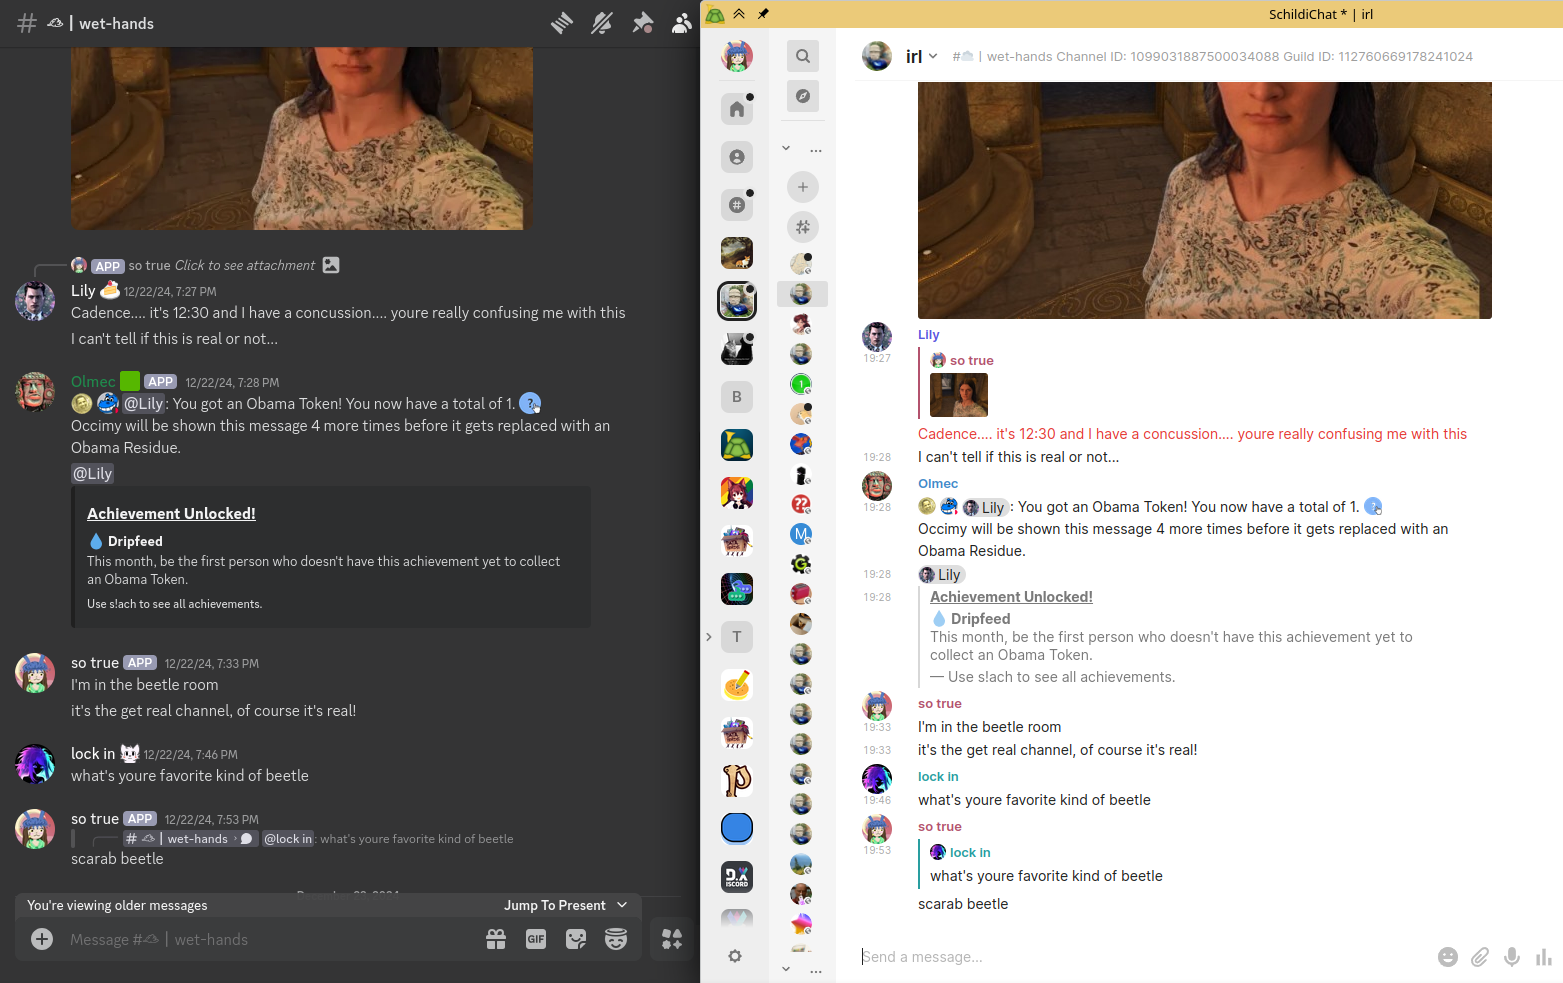 # | wet-hands
APP so true Click to see attachment
Lily 12/22/24, 7:27 PM
Cadence.... it's 12:30 and I have a concussion.... youre really confusing me with this
I can't tell if this is real or not...
Olmec APP 12/22/24, 7:28 PM
@Lily: You got an Obama Token! You now have a total of 1. ?
Occimy will be shown this message 4 more times before it gets replaced with an
Obama Residue.
@Lily
Achievement Unlocked!
Dripfeed
This month, be the first person who doesn't have this achievement yet to collect
an Obama Token.
Use s!ach to see all achievements.
so true APP 12/22/24, 7:33 PM
I'm in the beetle room
it's the get real channel, of course it's real!
lock in 12/22/24, 7:46 PM
what's youre favorite kind of beetle
so true APP 12/22/24, 7:53 PM
# | wet-hands › @lock in: what's youre favorite kind of beetle
scarab beetle
You're viewing older messages Jump To Present
Message # | wet-hands GIF
SchildiChat * | irl
irl # | wet-hands Channel ID: 1099031887500034088 Guild ID: 112760669178241024
B
T
D.X
ISCORD
...
1
??
M
...
Lily
19:27
so true
Cadence.... it's 12:30 and I have a concussion.... youre really confusing me with this
19:28 I can't tell if this is real or not...
Olmec
19:28 Lily : You got an Obama Token! You now have a total of 1. ?
Occimy will be shown this message 4 more times before it gets replaced with an
Obama Residue.
19:28 Lily
19:28 Achievement Unlocked!
Dripfeed
This month, be the first person who doesn't have this achievement yet to
collect an Obama Token.
— Use s!ach to see all achievements.
so true
19:33 I'm in the beetle room
19:33 it's the get real channel, of course it's real!
lock in
19:46 what's youre favorite kind of beetle
so true
19:53
lock in
what's youre favorite kind of beetle
scarab beetle
Send a message...